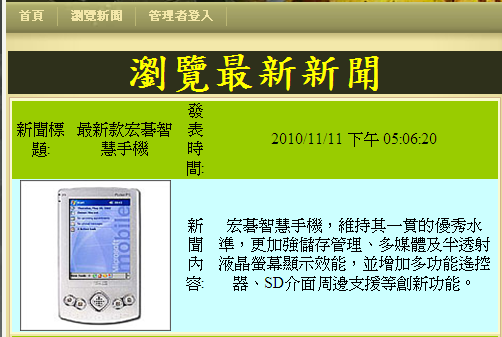 首頁 瀏覽新聞 管理者登入
瀏覽最新新聞
新聞標題:
最新款宏碁智慧手機
發表時間:
2010/11/11 下午 05:06:20
新聞內容:
宏碁智慧手機，維持其一貫的優秀水
準，更加強儲存管理、多媒體及半透射
液晶螢幕顯示效能，並增加多功能遙控
器、SD介面周邊支援等創新功能。